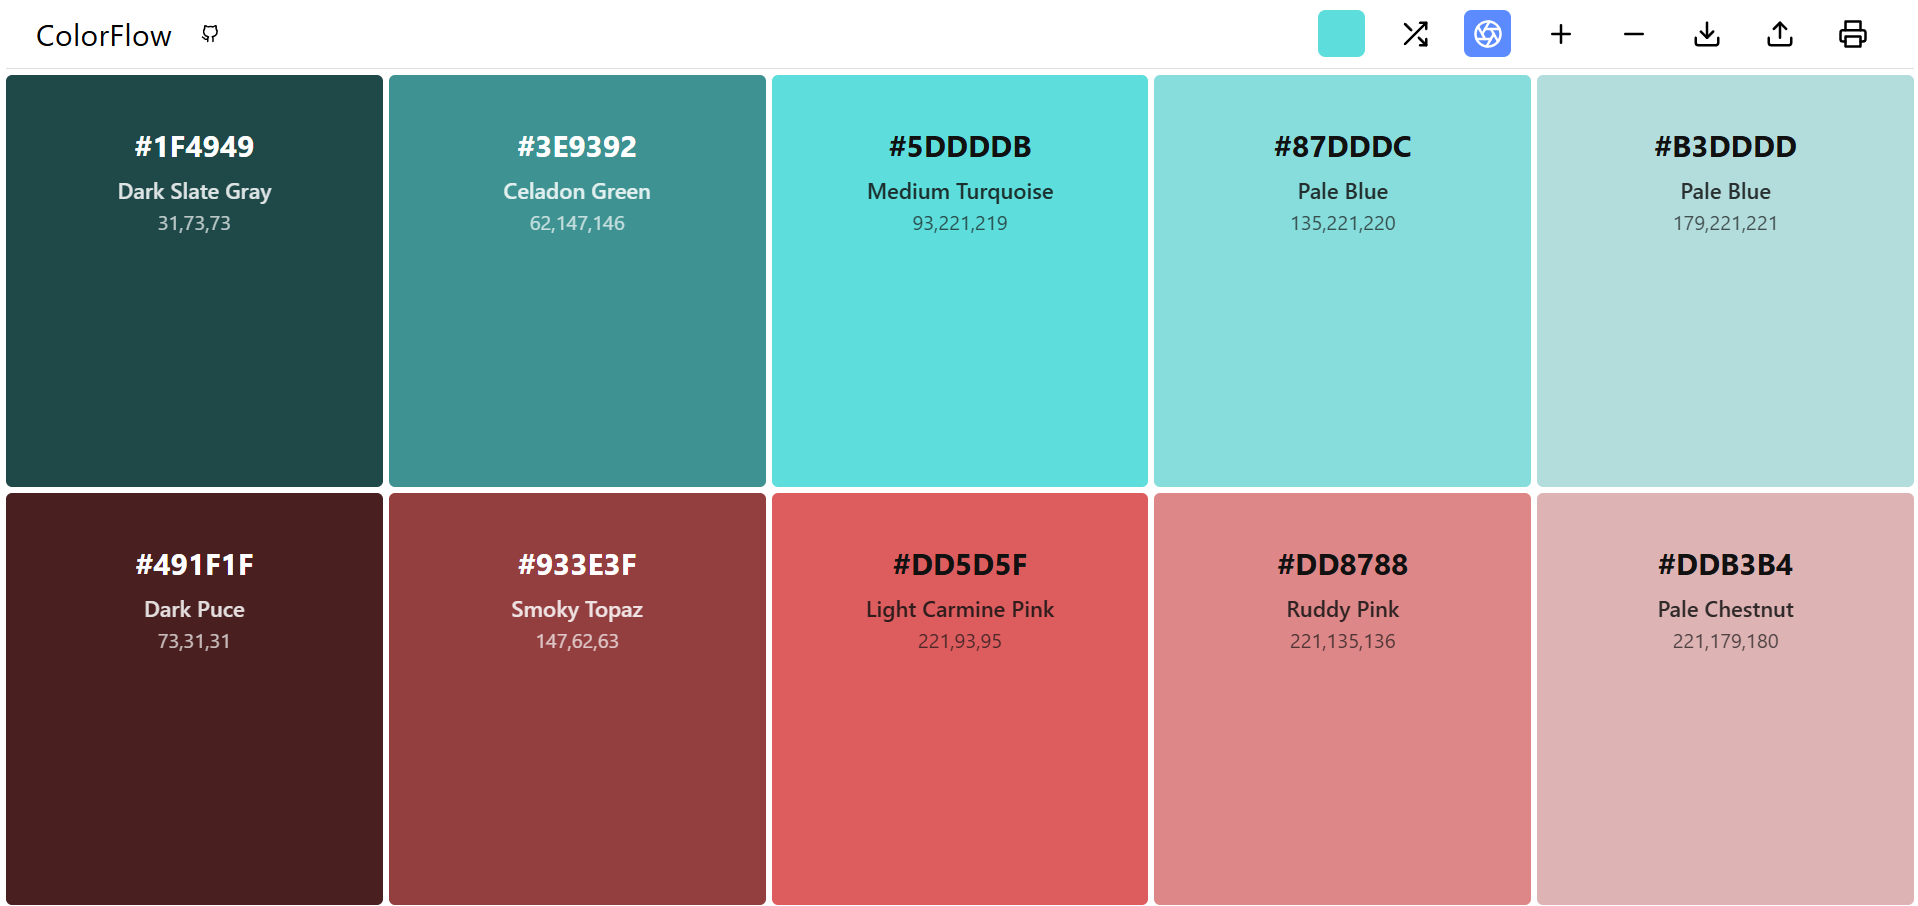 ColorFlow
#1F4949
Dark Slate Gray
31,73,73
#3E9392
Celadon Green
62,147,146
#5DDDDB
Medium Turquoise
93,221,219
#87DDDC
Pale Blue
135,221,220
#B3DDDD
Pale Blue
179,221,221
#491F1F
Dark Puce
73,31,31
#933E3F
Smoky Topaz
147,62,63
#DD5D5F
Light Carmine Pink
221,93,95
#DD8788
Ruddy Pink
221,135,136
#DDB3B4
Pale Chestnut
221,179,180